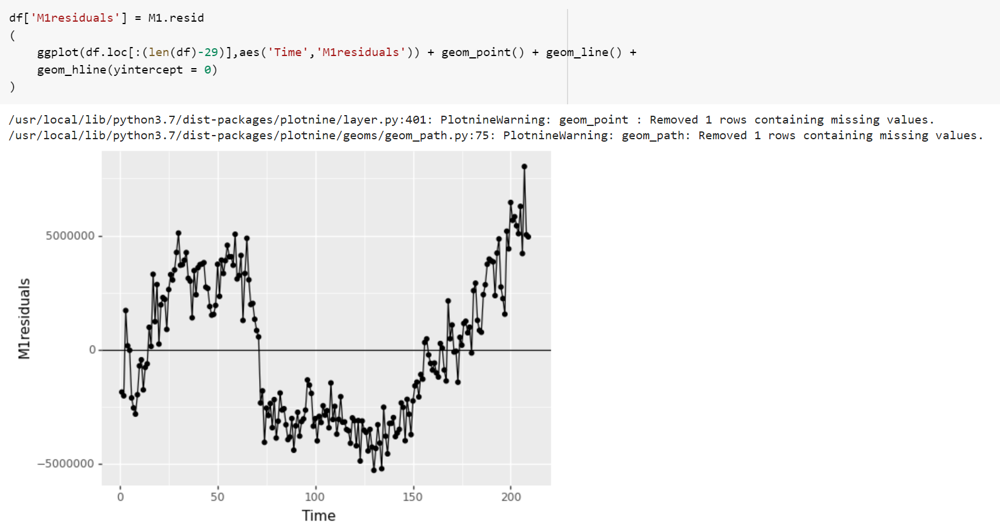 df['M1residuals'] = M1.resid
(
    ggplot(df.loc[:(len(df)-29)],aes('Time','M1residuals')) + geom_point() + geom_line() +
    geom_hline(yintercept = 0)
)
/usr/local/lib/python3.7/dist-packages/plotnine/layer.py:401: PlotnineWarning: geom_point : Removed 1 rows containing missing values.
/usr/local/lib/python3.7/dist-packages/plotnine/geoms/geom_path.py:75: PlotnineWarning: geom_path: Removed 1 rows containing missing values.
5000000
0
−5000000
M1residuals
0 50 100 150 200
Time